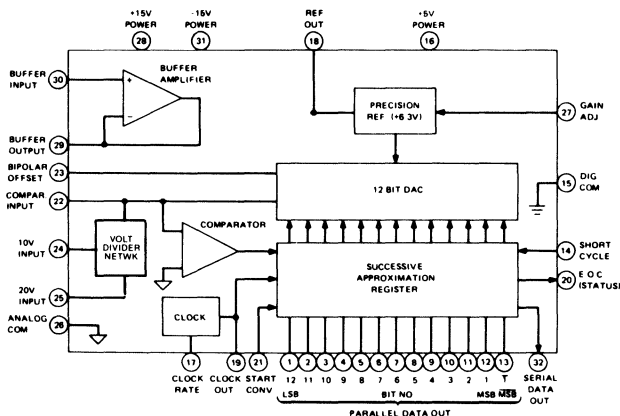 +15V POWER
28
-15V POWER
31
REF OUT
18
+5V POWER
16
BUFFER INPUT
30
BUFFER AMPLIFIER
+
−
BUFFER OUTPUT
29
PRECISION REF (+6 3V)
27
GAIN ADJ
BIPOLAR OFFSET
23
12 BIT DAC
15
DIG COM
COMPAR INPUT
22
COMPARATOR
VOLT DIVIDER NETWK
10V INPUT
24
14
SHORT CYCLE
SUCCESSIVE APPROXIMATION REGISTER
20
E O C (STATUS)
20V INPUT
25
CLOCK
ANALOG COM
26
17
19
21
1 2 3 4 5 6 7 8 9 10 11 12 13
32
CLOCK RATE
CLOCK OUT
START CONV
12 11 10 9 8 7 6 5 4 3 2 1 1
SERIAL DATA OUT
LSB BIT NO MSB MSB
PARALLEL DATA OUT